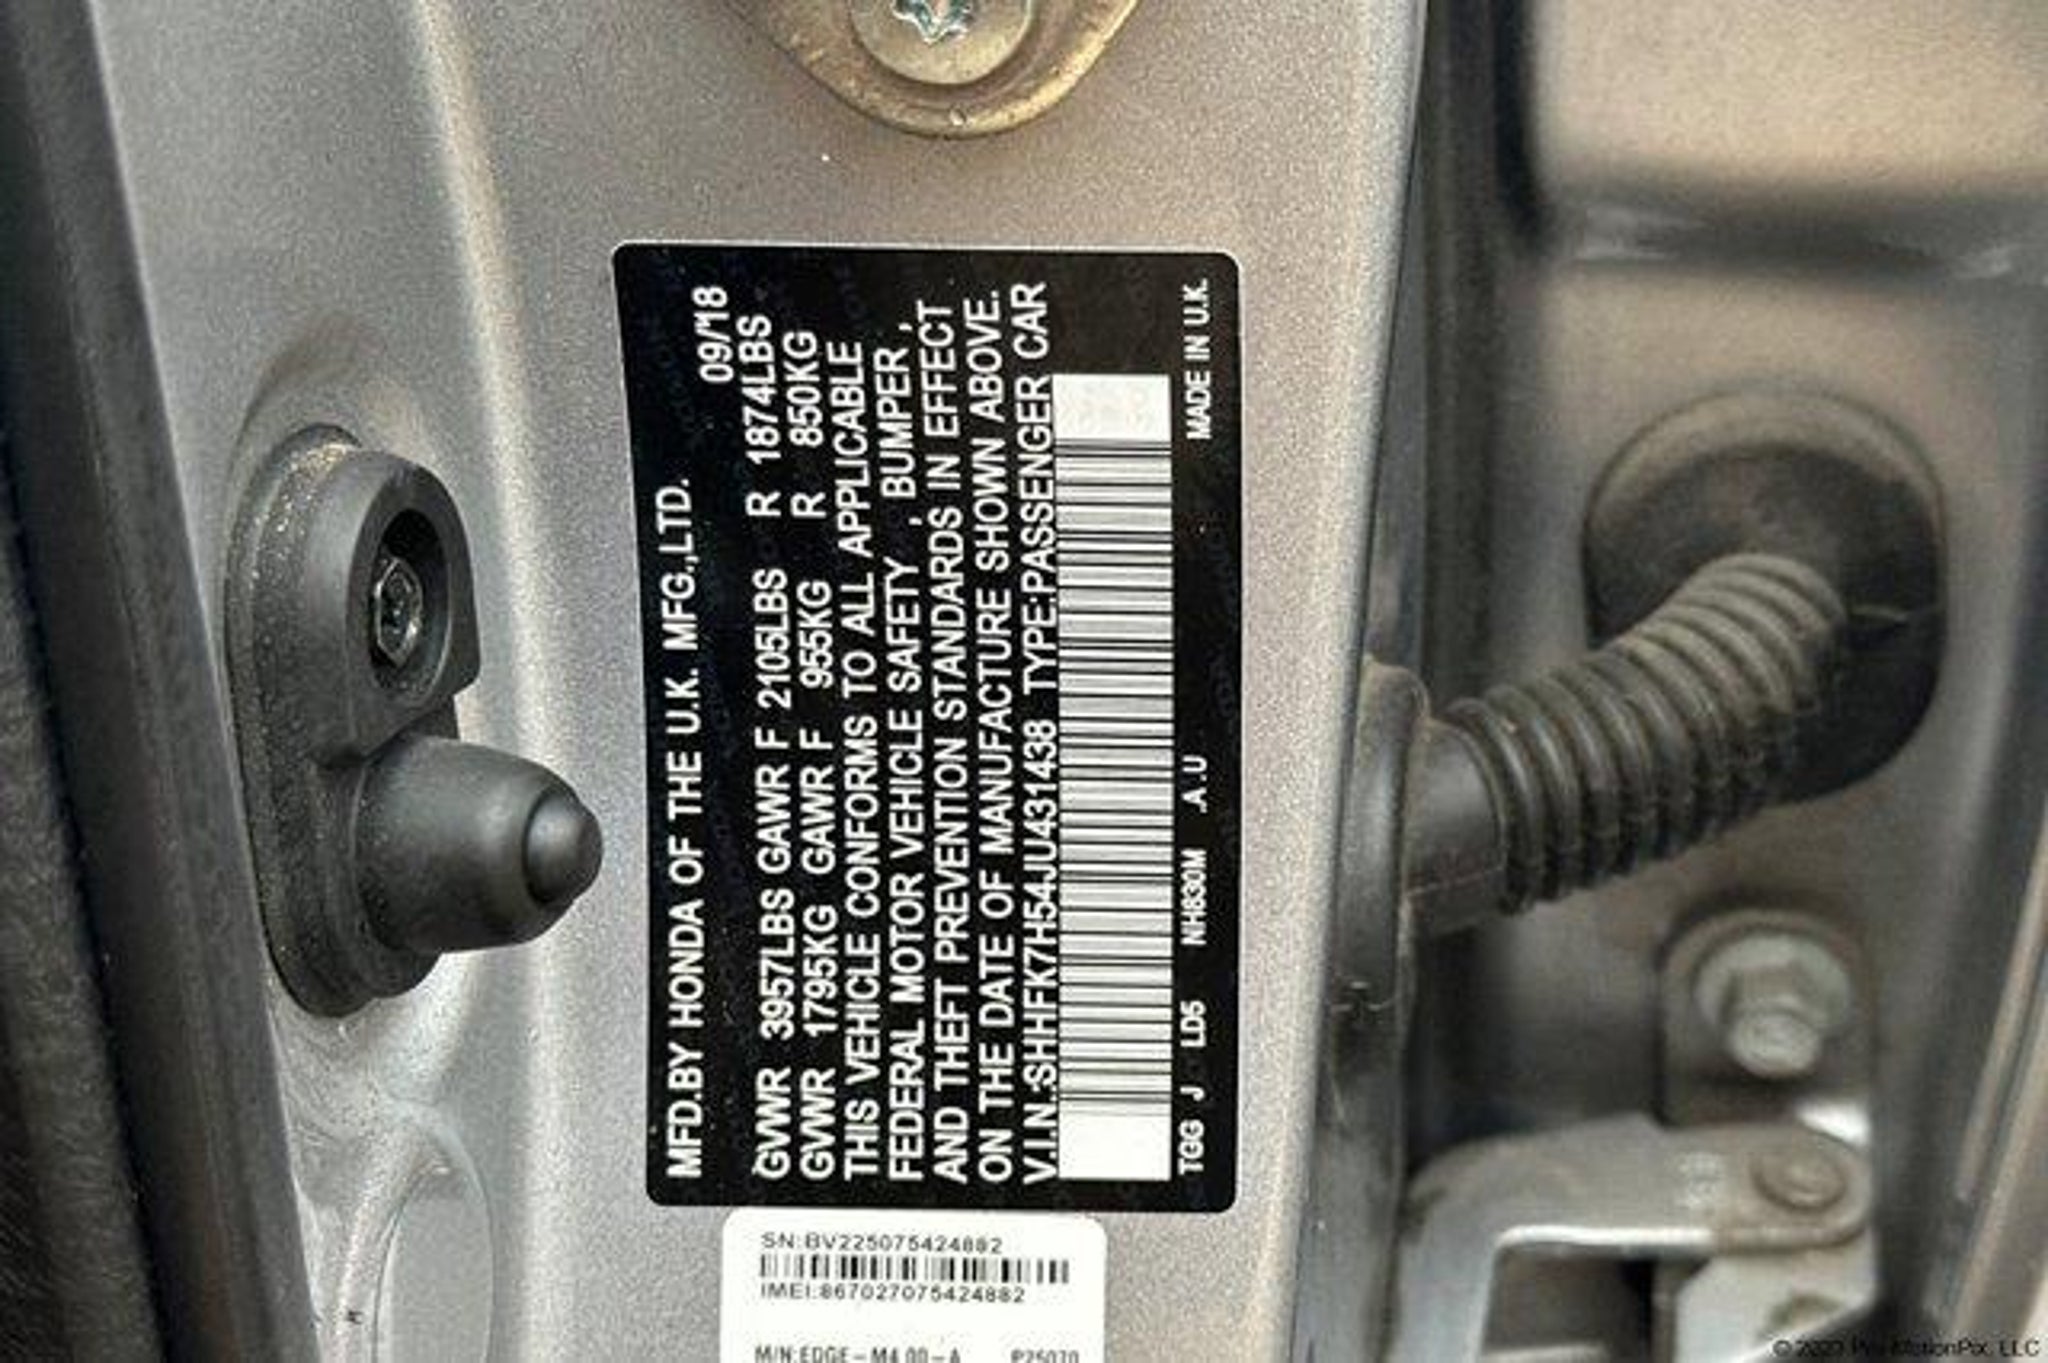 MFD.BY HONDA OF THE U.K. MFG.,LTD. 09/18
GVWR 3957LBS GAWR F 2105LBS R 1874LBS
GVWR 1795KG GAWR F 955KG R 850KG
THIS VEHICLE CONFORMS TO ALL APPLICABLE
FEDERAL MOTOR VEHICLE SAFETY , BUMPER ,
AND THEFT PREVENTION STANDARDS IN EFFECT
ON THE DATE OF MANUFACTURE SHOWN ABOVE.
V.I.N.:SHHFK7H54JU431438 TYPE:PASSENGER CAR
TGG J LD5 NH830M .A.U MADE IN U.K.
SN:BV225075424882
IMEI:867027075424882
M/N:EDGE-M4.00-A P25070